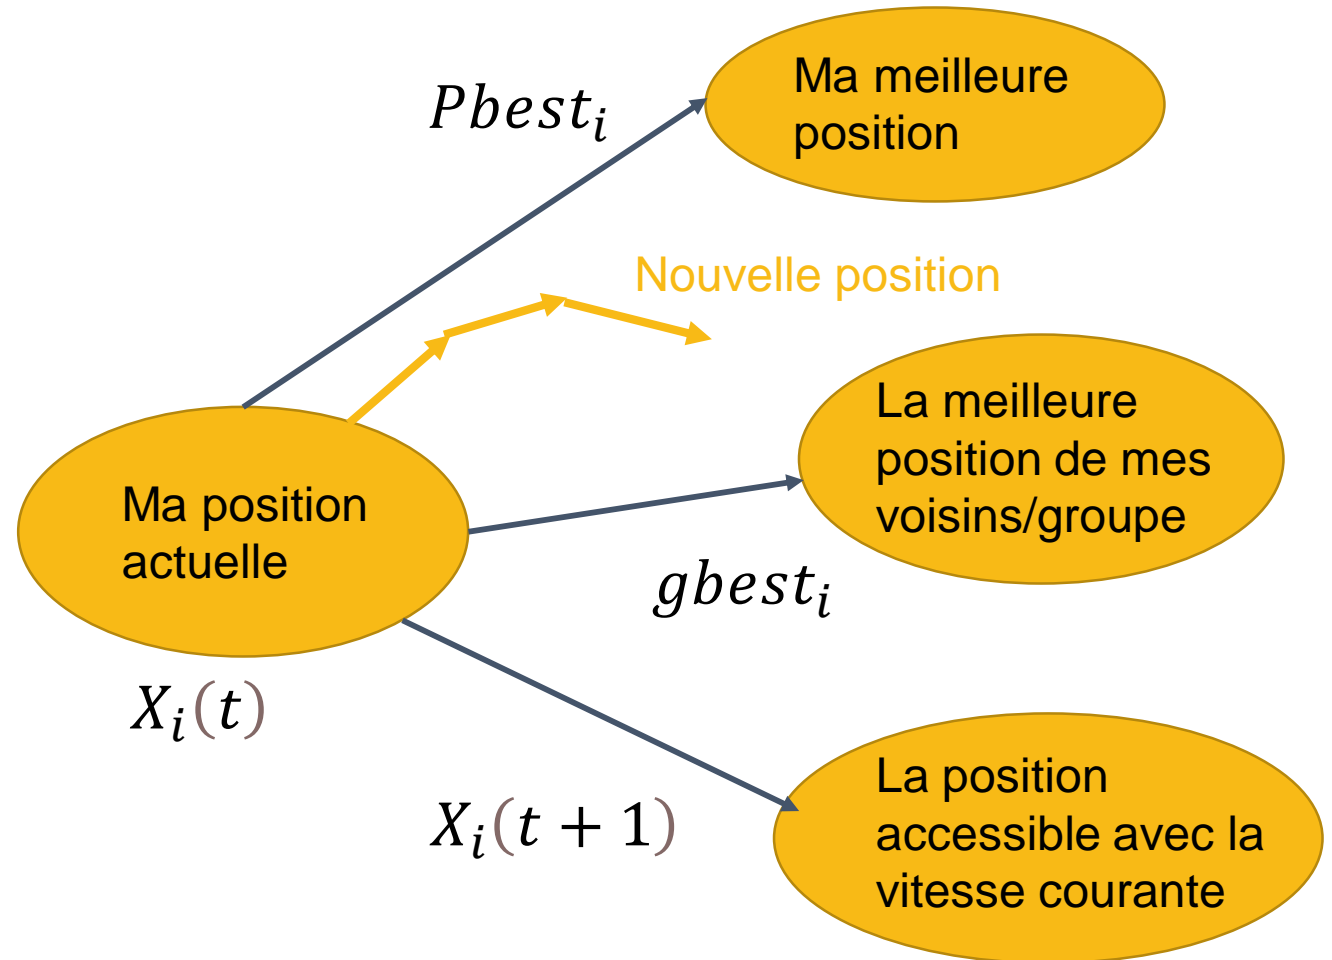 Ma meilleure
position
Pbest_i
Nouvelle position
La meilleure
position de mes
voisins/groupe
Ma position
actuelle
gbest_i
X_i(t)
La position
accessible avec la
vitesse courante
X_i(t + 1)